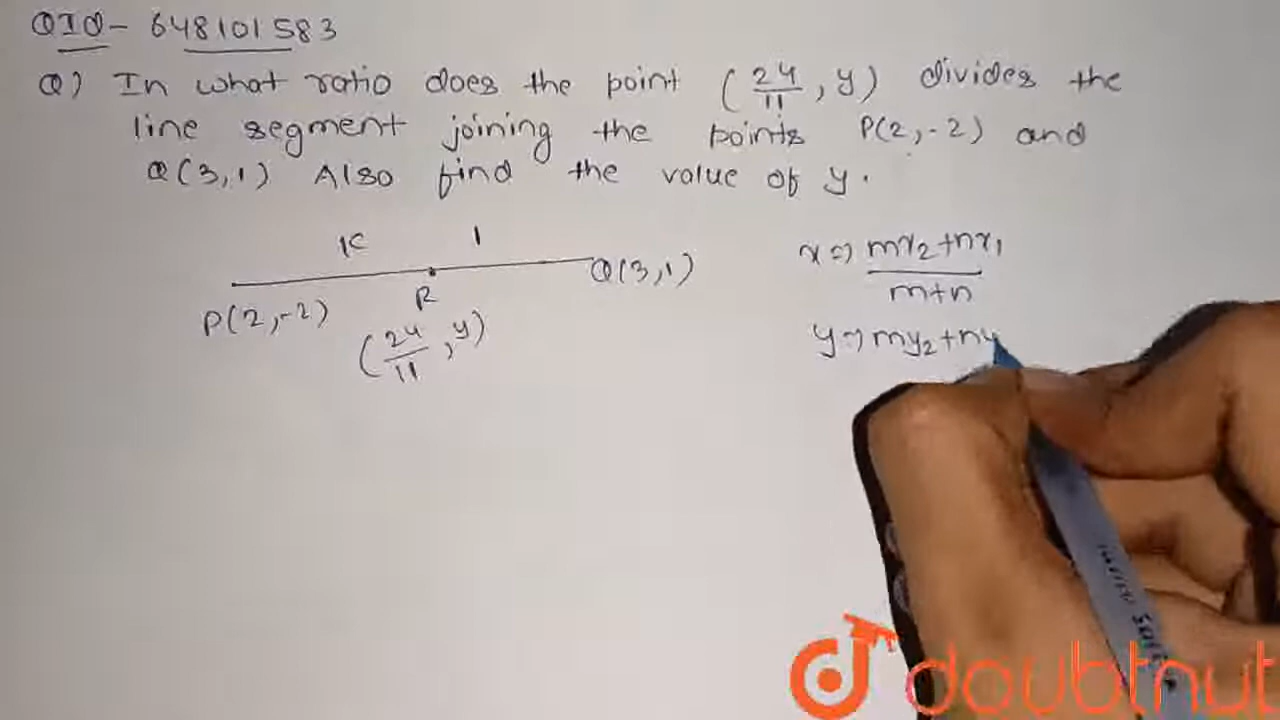 QID- 648101583
Q) In what ratio does the point (24/11, y) divides the
line segment joining the points P(2,-2) and
Q(3,1) Also find the value of y.
K 1
P(2,-2) R Q(3,1)
(24/11, y)
x => mx₂+nx₁
m+n
y => my₂+ny
doubtnut